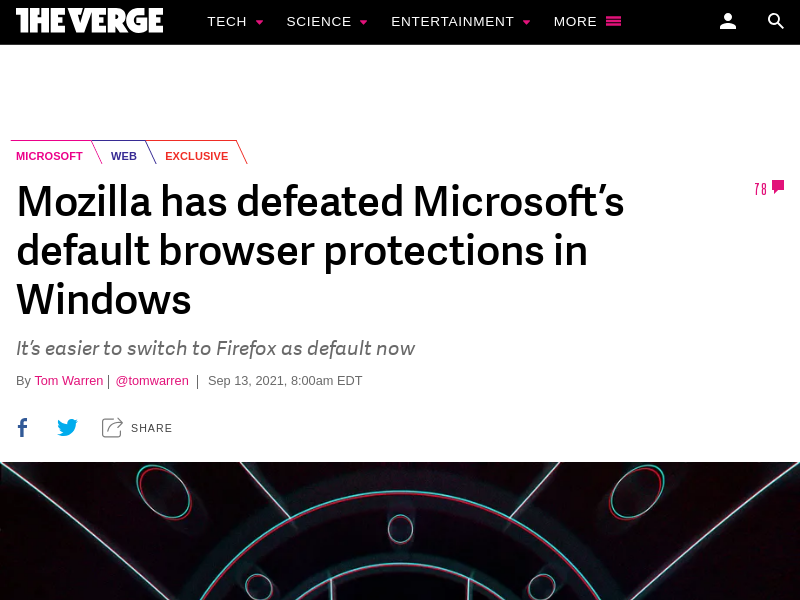 THE VERGE
TECH SCIENCE ENTERTAINMENT MORE
MICROSOFT WEB EXCLUSIVE
Mozilla has defeated Microsoft’s
78
default browser protections in
Windows
It’s easier to switch to Firefox as default now
By Tom Warren | @tomwarren | Sep 13, 2021, 8:00am EDT
SHARE